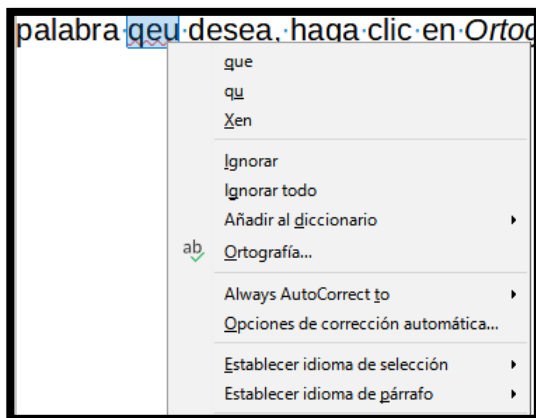 palabra qeu desea, haga clic en Ortog
que
qu
Xen
Ignorar
Ignorar todo
Añadir al diccionario
Ortografía...
Always AutoCorrect to
Opciones de corrección automática...
Establecer idioma de selección
Establecer idioma de párrafo